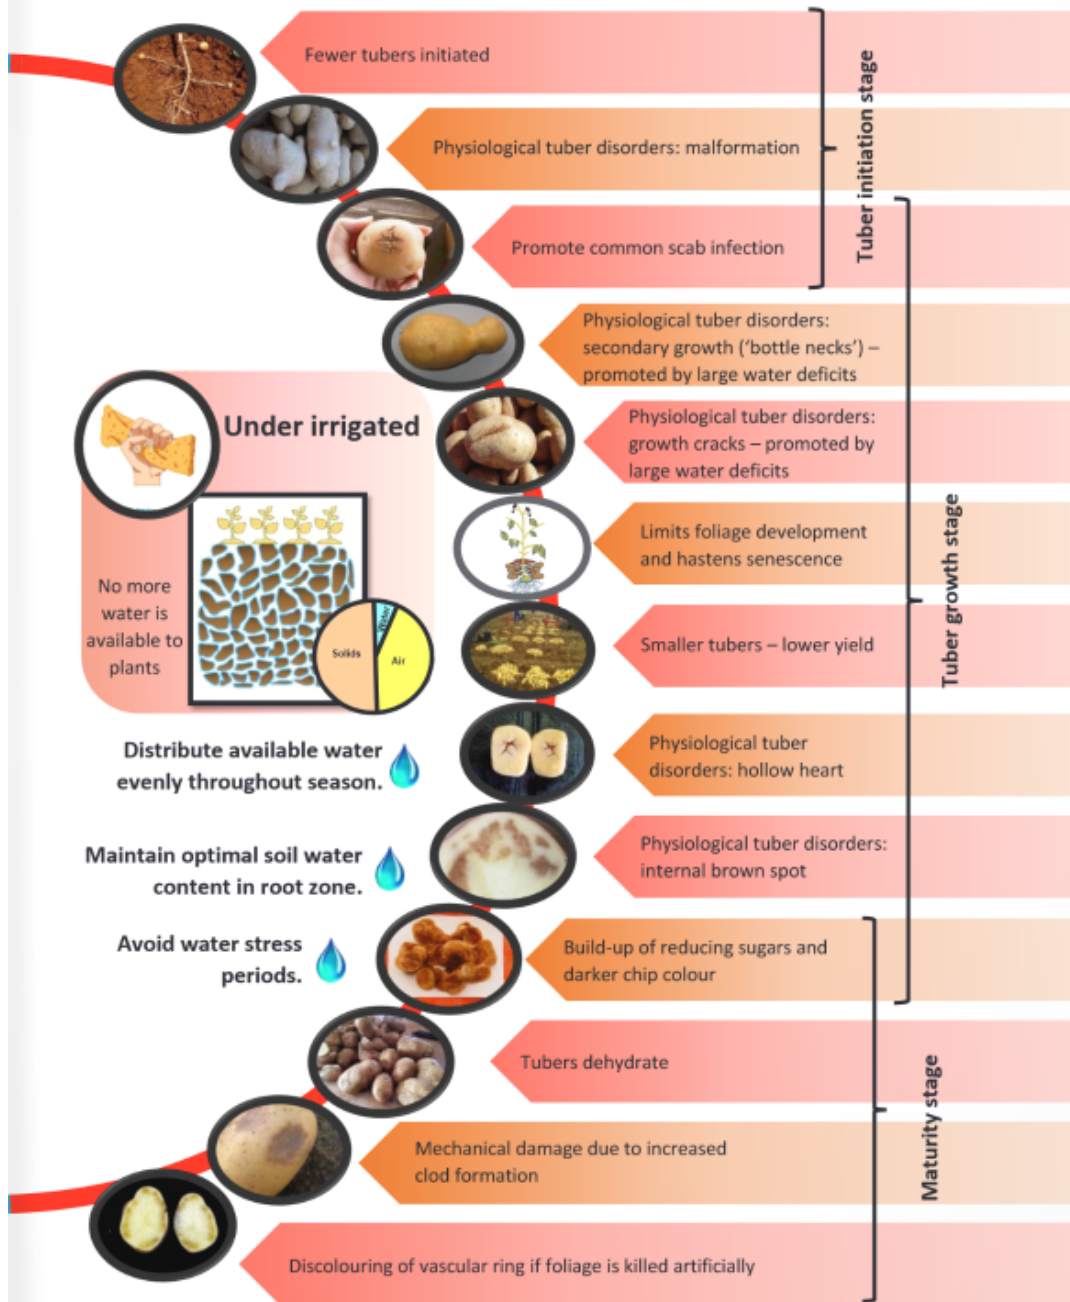 Fewer tubers initiated
Physiological tuber disorders: malformation
Promote common scab infection
Tuber initiation stage
Physiological tuber disorders:
secondary growth (‘bottle necks’) –
promoted by large water deficits
Physiological tuber disorders:
growth cracks – promoted by
large water deficits
Limits foliage development
and hastens senescence
Smaller tubers – lower yield
Physiological tuber
disorders: hollow heart
Physiological tuber disorders:
internal brown spot
Build-up of reducing sugars and
darker chip colour
Tuber growth stage
Tubers dehydrate
Mechanical damage due to increased
clod formation
Discolouring of vascular ring if foliage is killed artificially
Maturity stage
Under irrigated
No more
water is
available to
plants
Solids
Water
Air
Distribute available water
evenly throughout season.
Maintain optimal soil water
content in root zone.
Avoid water stress
periods.